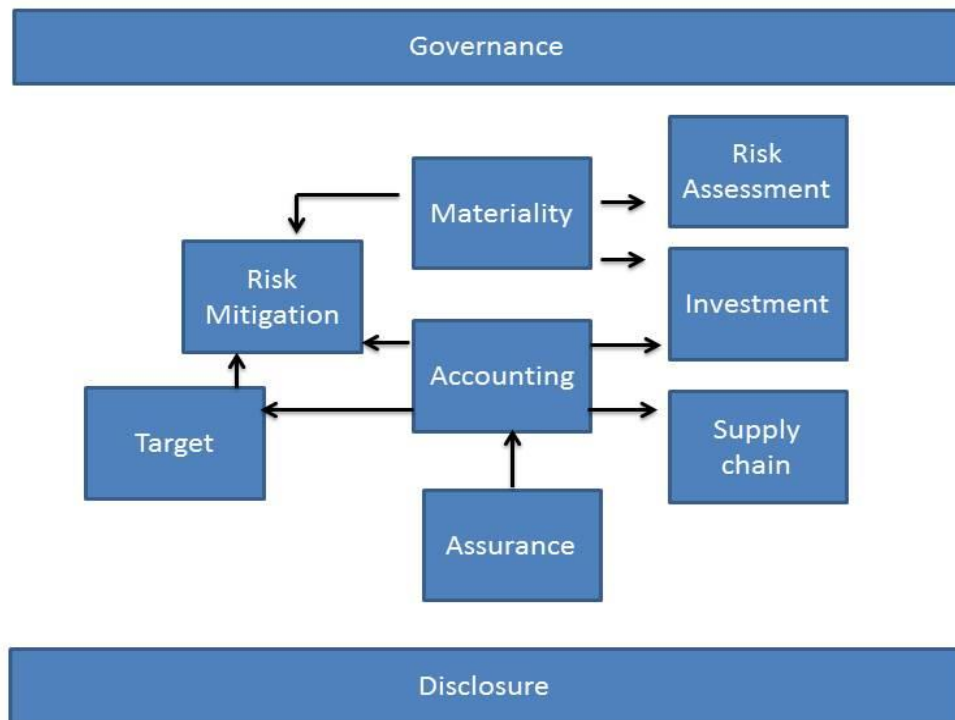 Governance
Risk
Assessment
Materiality
Risk
Mitigation
Investment
Accounting
Target
Supply
chain
Assurance
Disclosure